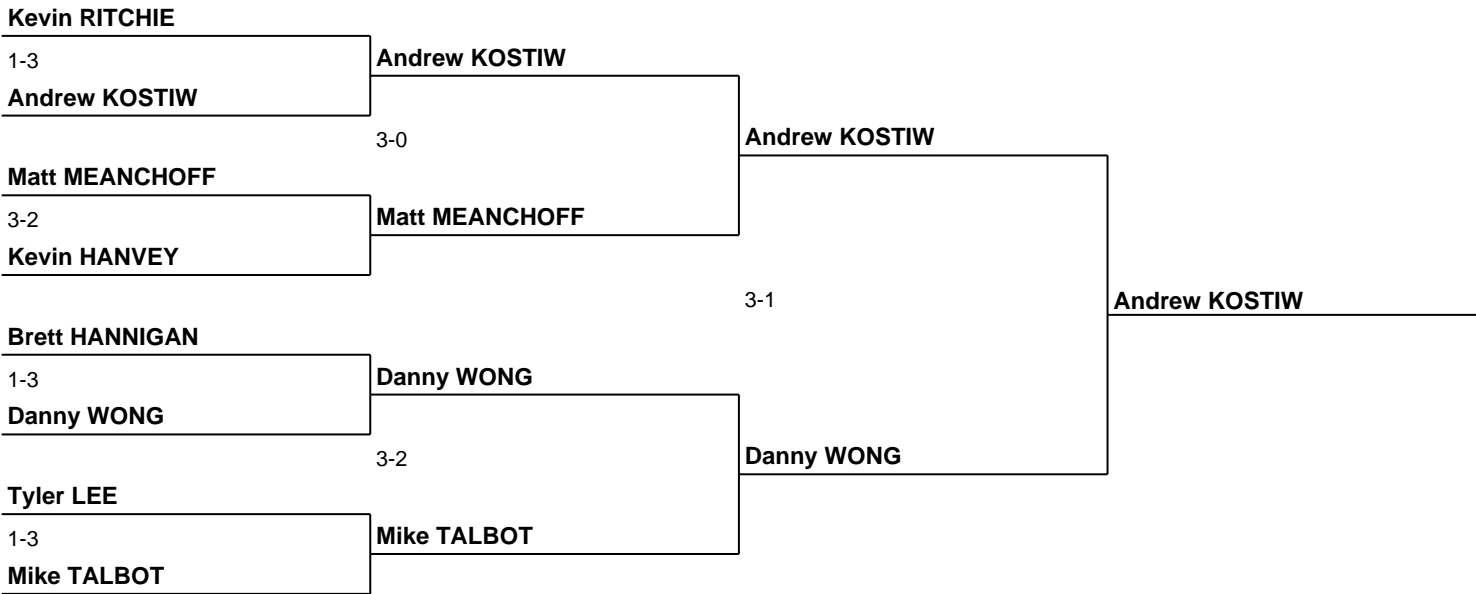 Kevin RITCHIE
1-3
Andrew KOSTIW
Matt MEANCHOFF
3-2
Kevin HANVEY
Brett HANNIGAN
1-3
Danny WONG
Tyler LEE
1-3
Mike TALBOT
Andrew KOSTIW
3-0
Matt MEANCHOFF
Danny WONG
3-2
Mike TALBOT
Andrew KOSTIW
3-1
Danny WONG
Andrew KOSTIW